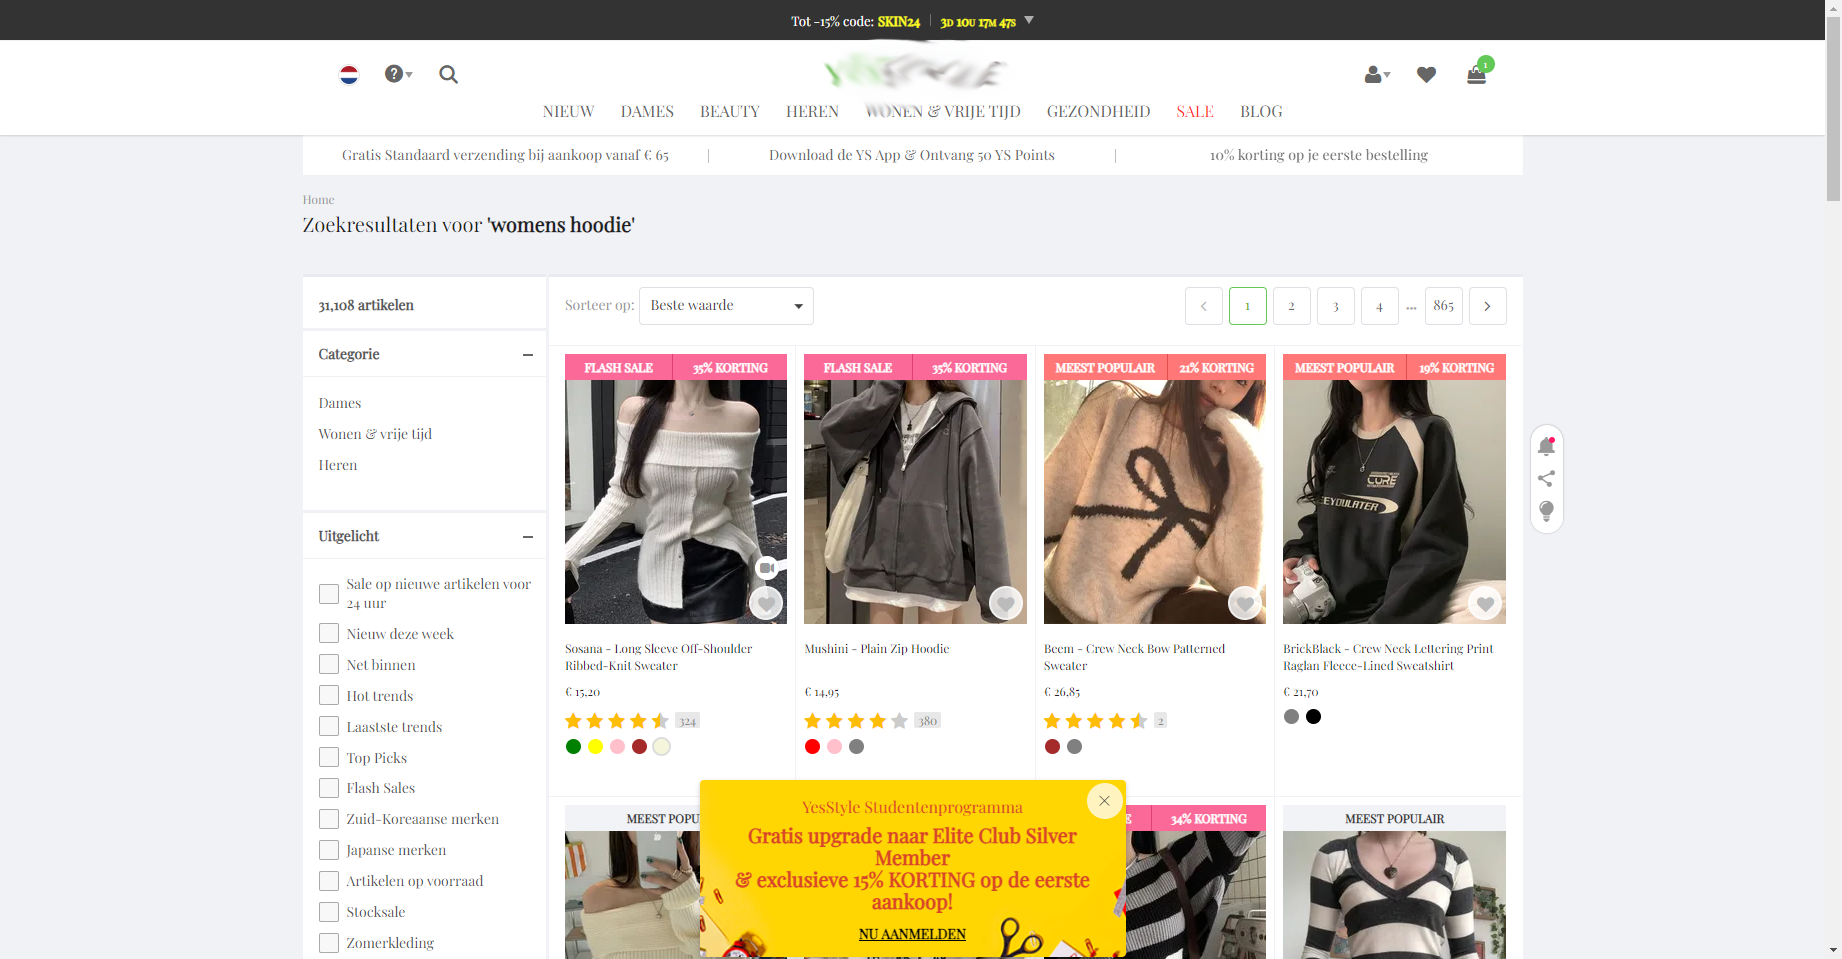 Tot -15% code: SKIN24 3D 10U 17M 47S
1
NIEUW DAMES BEAUTY HEREN WONEN & VRIJE TIJD GEZONDHEID SALE BLOG
Gratis Standaard verzending bij aankoop vanaf € 65 Download de YS App & Ontvang 50 YS Points 10% korting op je eerste bestelling
Home
Zoekresultaten voor 'womens hoodie'
31,108 artikelen
Categorie
Dames
Wonen & vrije tijd
Heren
Uitgelicht
Sale op nieuwe artikelen voor
24 uur
Nieuw deze week
Net binnen
Hot trends
Laastste trends
Top Picks
Flash Sales
Zuid-Koreaanse merken
Japanse merken
Artikelen op voorraad
Stocksale
Zomerkleding
Sorteer op: Beste waarde
1 2 3 4 ... 865
FLASH SALE 35% KORTING
Sosana - Long Sleeve Off-Shoulder
Ribbed-Knit Sweater
€ 15,20
324
FLASH SALE 35% KORTING
Mushini - Plain Zip Hoodie
€ 14,95
380
MEEST POPULAIR 21% KORTING
Beem - Crew Neck Bow Patterned
Sweater
€ 26,85
2
MEEST POPULAIR 19% KORTING
CURE
EEYOULATER
BrickBlack - Crew Neck Lettering Print
Raglan Fleece-Lined Sweatshirt
€ 21,70
MEEST POPU
E 34% KORTING
MEEST POPULAIR
YesStyle Studentenprogramma
Gratis upgrade naar Elite Club Silver
Member
& exclusieve 15% KORTING op de eerste
aankoop!
NU AANMELDEN